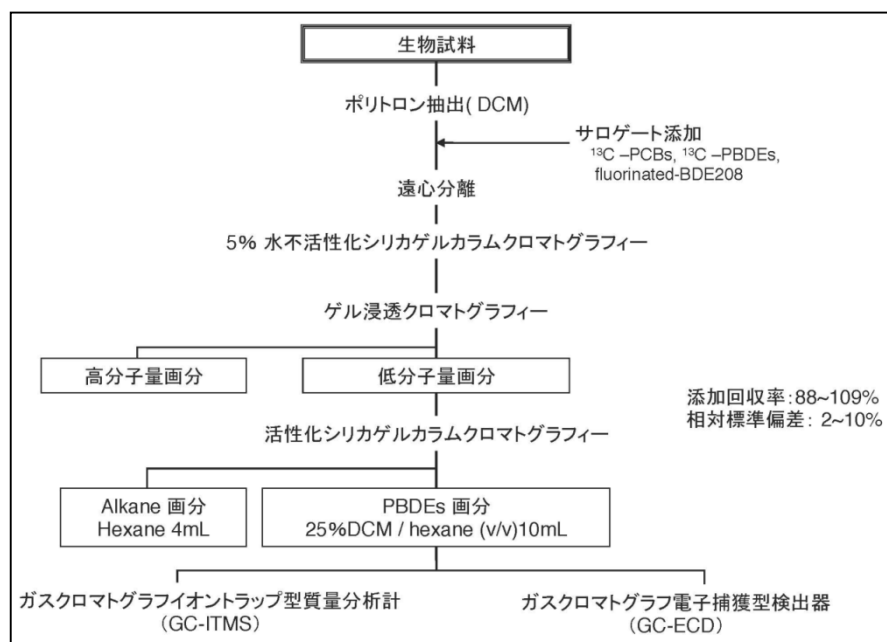 生物試料
ポリトロン抽出( DCM)
サロゲート添加
¹³C –PCBs, ¹³C –PBDEs,
fluorinated-BDE208
遠心分離
5% 水不活性化シリカゲルカラムクロマトグラフィー
ゲル浸透クロマトグラフィー
高分子量画分
低分子量画分
添加回収率:88~109%
相対標準偏差: 2~10%
活性化シリカゲルカラムクロマトグラフィー
Alkane 画分
Hexane 4mL
PBDEs 画分
25%DCM / hexane (v/v)10mL
ガスクロマトグラフイオントラップ型質量分析計
(GC-ITMS)
ガスクロマトグラフ電子捕獲型検出器
(GC-ECD)